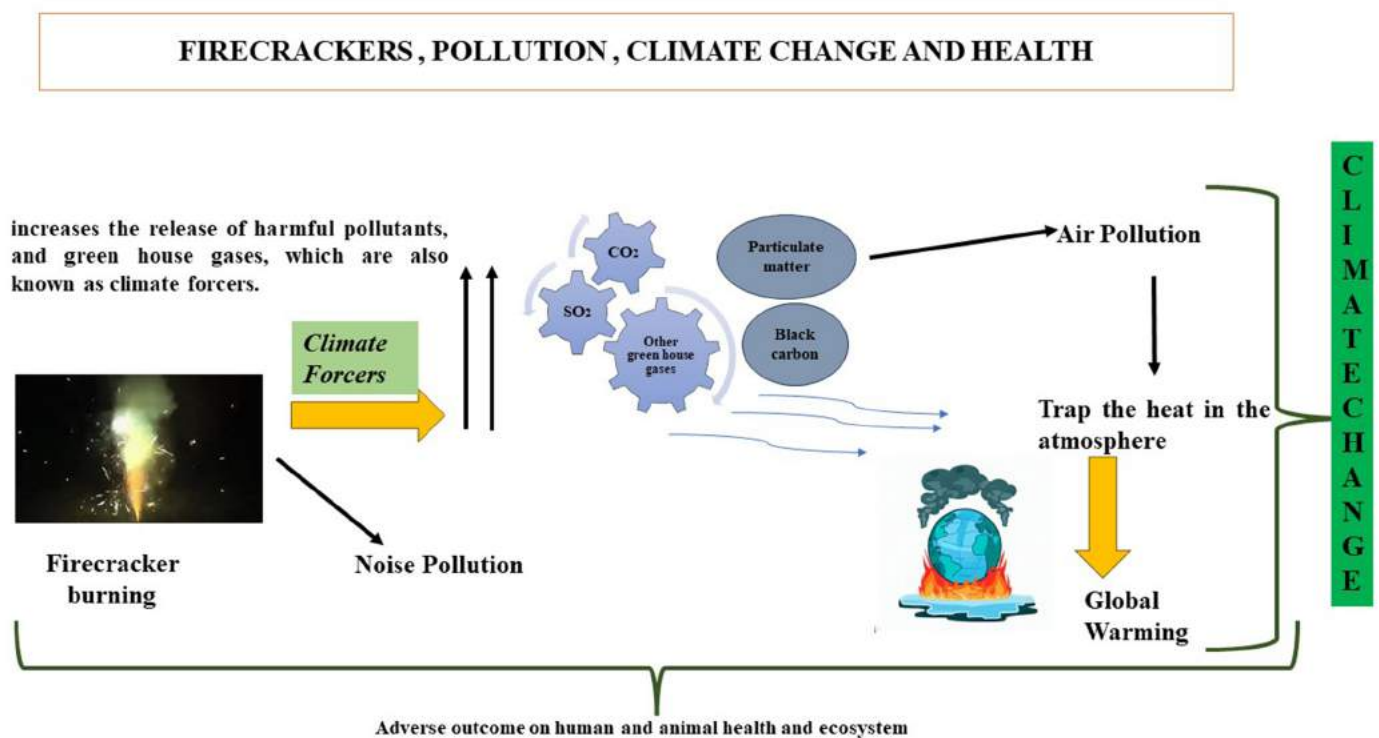 FIRECRACKERS , POLLUTION , CLIMATE CHANGE AND HEALTH
increases the release of harmful pollutants,
and green house gases, which are also
known as climate forcers.
Climate
Forcers
Firecracker
burning
Noise Pollution
CO₂
SO₂
Other
green house
gases
Particulate
matter
Black
carbon
Air Pollution
Trap the heat in the
atmosphere
Global
Warming
C
L
I
M
A
T
E
C
H
A
N
G
E
Adverse outcome on human and animal health and ecosystem